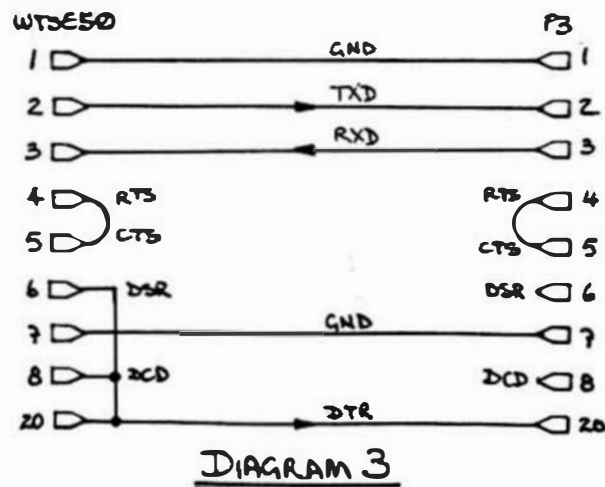 WYSE50 P3
1 GND 1
2 TXD 2
3 RXD 3
4 RTS RTS 4
5 CTS CTS 5
6 DSR DSR 6
7 GND 7
8 DCD DCD 8
20 DTR 20
DIAGRAM 3